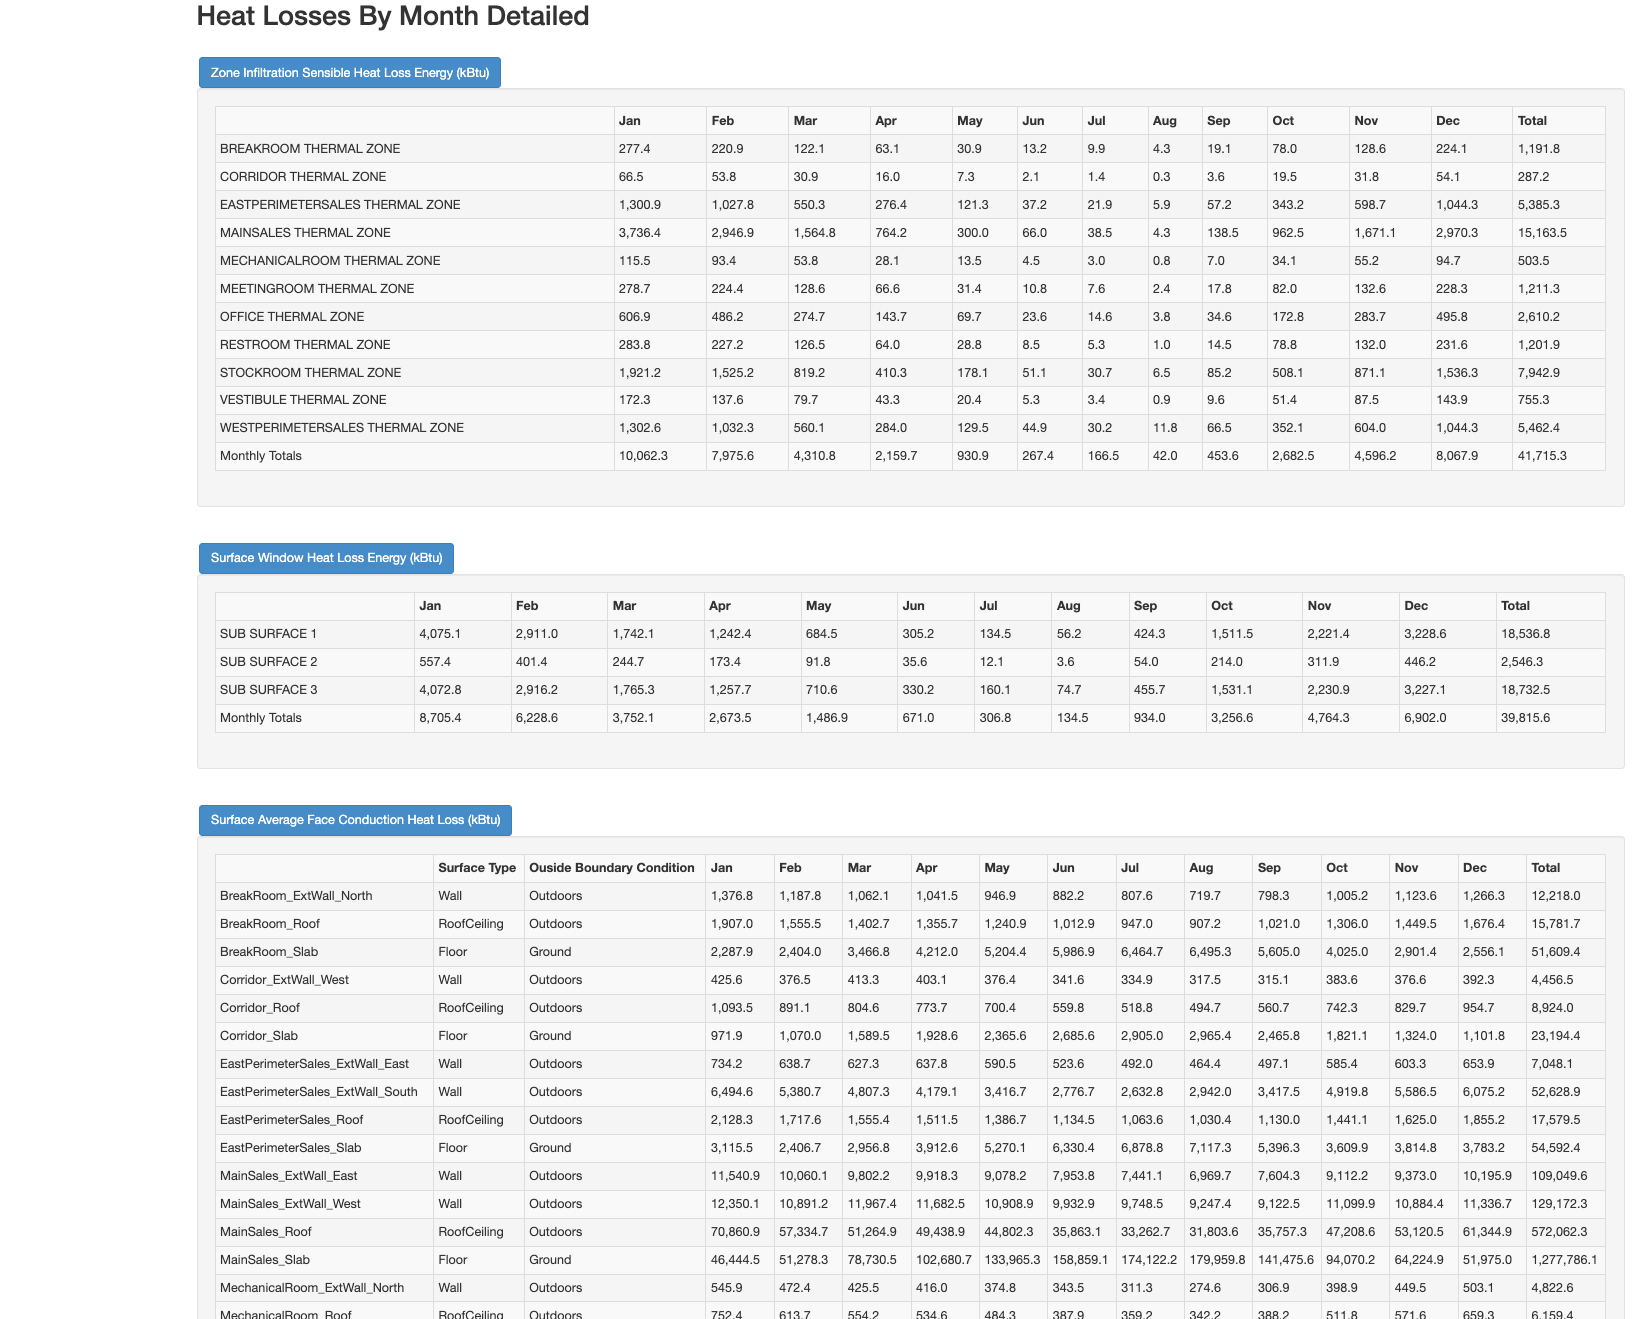 Heat Losses By Month Detailed
Zone Infiltration Sensible Heat Loss Energy (kBtu)
Jan Feb Mar Apr May Jun Jul Aug Sep Oct Nov Dec Total
BREAKROOM THERMAL ZONE 277.4 220.9 122.1 63.1 30.9 13.2 9.9 4.3 19.1 78.0 128.6 224.1 1,191.8
CORRIDOR THERMAL ZONE 66.5 53.8 30.9 16.0 7.3 2.1 1.4 0.3 3.6 19.5 31.8 54.1 287.2
EASTPERIMETERSALES THERMAL ZONE 1,300.9 1,027.8 550.3 276.4 121.3 37.2 21.9 5.9 57.2 343.2 598.7 1,044.3 5,385.3
MAINSALES THERMAL ZONE 3,736.4 2,946.9 1,564.8 764.2 300.0 66.0 38.5 4.3 138.5 962.5 1,671.1 2,970.3 15,163.5
MECHANICALROOM THERMAL ZONE 115.5 93.4 53.8 28.1 13.5 4.5 3.0 0.8 7.0 34.1 55.2 94.7 503.5
MEETINGROOM THERMAL ZONE 278.7 224.4 128.6 66.6 31.4 10.8 7.6 2.4 17.8 82.0 132.6 228.3 1,211.3
OFFICE THERMAL ZONE 606.9 486.2 274.7 143.7 69.7 23.6 14.6 3.8 34.6 172.8 283.7 495.8 2,610.2
RESTROOM THERMAL ZONE 283.8 227.2 126.5 64.0 28.8 8.5 5.3 1.0 14.5 78.8 132.0 231.6 1,201.9
STOCKROOM THERMAL ZONE 1,921.2 1,525.2 819.2 410.3 178.1 51.1 30.7 6.5 85.2 508.1 871.1 1,536.3 7,942.9
VESTIBULE THERMAL ZONE 172.3 137.6 79.7 43.3 20.4 5.3 3.4 0.9 9.6 51.4 87.5 143.9 755.3
WESTPERIMETERSALES THERMAL ZONE 1,302.6 1,032.3 560.1 284.0 129.5 44.9 30.2 11.8 66.5 352.1 604.0 1,044.3 5,462.4
Monthly Totals 10,062.3 7,975.6 4,310.8 2,159.7 930.9 267.4 166.5 42.0 453.6 2,682.5 4,596.2 8,067.9 41,715.3
Surface Window Heat Loss Energy (kBtu)
Jan Feb Mar Apr May Jun Jul Aug Sep Oct Nov Dec Total
SUB SURFACE 1 4,075.1 2,911.0 1,742.1 1,242.4 684.5 305.2 134.5 56.2 424.3 1,511.5 2,221.4 3,228.6 18,536.8
SUB SURFACE 2 557.4 401.4 244.7 173.4 91.8 35.6 12.1 3.6 54.0 214.0 311.9 446.2 2,546.3
SUB SURFACE 3 4,072.8 2,916.2 1,765.3 1,257.7 710.6 330.2 160.1 74.7 455.7 1,531.1 2,230.9 3,227.1 18,732.5
Monthly Totals 8,705.4 6,228.6 3,752.1 2,673.5 1,486.9 671.0 306.8 134.5 934.0 3,256.6 4,764.3 6,902.0 39,815.6
Surface Average Face Conduction Heat Loss (kBtu)
Surface Type Ouside Boundary Condition Jan Feb Mar Apr May Jun Jul Aug Sep Oct Nov Dec Total
BreakRoom_ExtWall_North Wall Outdoors 1,376.8 1,187.8 1,062.1 1,041.5 946.9 882.2 807.6 719.7 798.3 1,005.2 1,123.6 1,266.3 12,218.0
BreakRoom_Roof RoofCeiling Outdoors 1,907.0 1,555.5 1,402.7 1,355.7 1,240.9 1,012.9 947.0 907.2 1,021.0 1,306.0 1,449.5 1,676.4 15,781.7
BreakRoom_Slab Floor Ground 2,287.9 2,404.0 3,466.8 4,212.0 5,204.4 5,986.9 6,464.7 6,495.3 5,605.0 4,025.0 2,901.4 2,556.1 51,609.4
Corridor_ExtWall_West Wall Outdoors 425.6 376.5 413.3 403.1 376.4 341.6 334.9 317.5 315.1 383.6 376.6 392.3 4,456.5
Corridor_Roof RoofCeiling Outdoors 1,093.5 891.1 804.6 773.7 700.4 559.8 518.8 494.7 560.7 742.3 829.7 954.7 8,924.0
Corridor_Slab Floor Ground 971.9 1,070.0 1,589.5 1,928.6 2,365.6 2,685.6 2,905.0 2,965.4 2,465.8 1,821.1 1,324.0 1,101.8 23,194.4
EastPerimeterSales_ExtWall_East Wall Outdoors 734.2 638.7 627.3 637.8 590.5 523.6 492.0 464.4 497.1 585.4 603.3 653.9 7,048.1
EastPerimeterSales_ExtWall_South Wall Outdoors 6,494.6 5,380.7 4,807.3 4,179.1 3,416.7 2,776.7 2,632.8 2,942.0 3,417.5 4,919.8 5,586.5 6,075.2 52,628.9
EastPerimeterSales_Roof RoofCeiling Outdoors 2,128.3 1,717.6 1,555.4 1,511.5 1,386.7 1,134.5 1,063.6 1,030.4 1,130.0 1,441.1 1,625.0 1,855.2 17,579.5
EastPerimeterSales_Slab Floor Ground 3,115.5 2,406.7 2,956.8 3,912.6 5,270.1 6,330.4 6,878.8 7,117.3 5,396.3 3,609.9 3,814.8 3,783.2 54,592.4
MainSales_ExtWall_East Wall Outdoors 11,540.9 10,060.1 9,802.2 9,918.3 9,078.2 7,953.8 7,441.1 6,969.7 7,604.3 9,112.2 9,373.0 10,195.9 109,049.6
MainSales_ExtWall_West Wall Outdoors 12,350.1 10,891.2 11,967.4 11,682.5 10,908.9 9,932.9 9,748.5 9,247.4 9,122.5 11,099.9 10,884.4 11,336.7 129,172.3
MainSales_Roof RoofCeiling Outdoors 70,860.9 57,334.7 51,264.9 49,438.9 44,802.3 35,863.1 33,262.7 31,803.6 35,757.3 47,208.6 53,120.5 61,344.9 572,062.3
MainSales_Slab Floor Ground 46,444.5 51,278.3 78,730.5 102,680.7 133,965.3 158,859.1 174,122.2 179,959.8 141,475.6 94,070.2 64,224.9 51,975.0 1,277,786.1
MechanicalRoom_ExtWall_North Wall Outdoors 545.9 472.4 425.5 416.0 374.8 343.5 311.3 274.6 306.9 398.9 449.5 503.1 4,822.6
MechanicalRoom_Roof RoofCeiling Outdoors 752.4 613.7 554.2 534.6 484.3 387.9 359.2 342.2 388.2 511.8 571.6 659.3 6,159.4